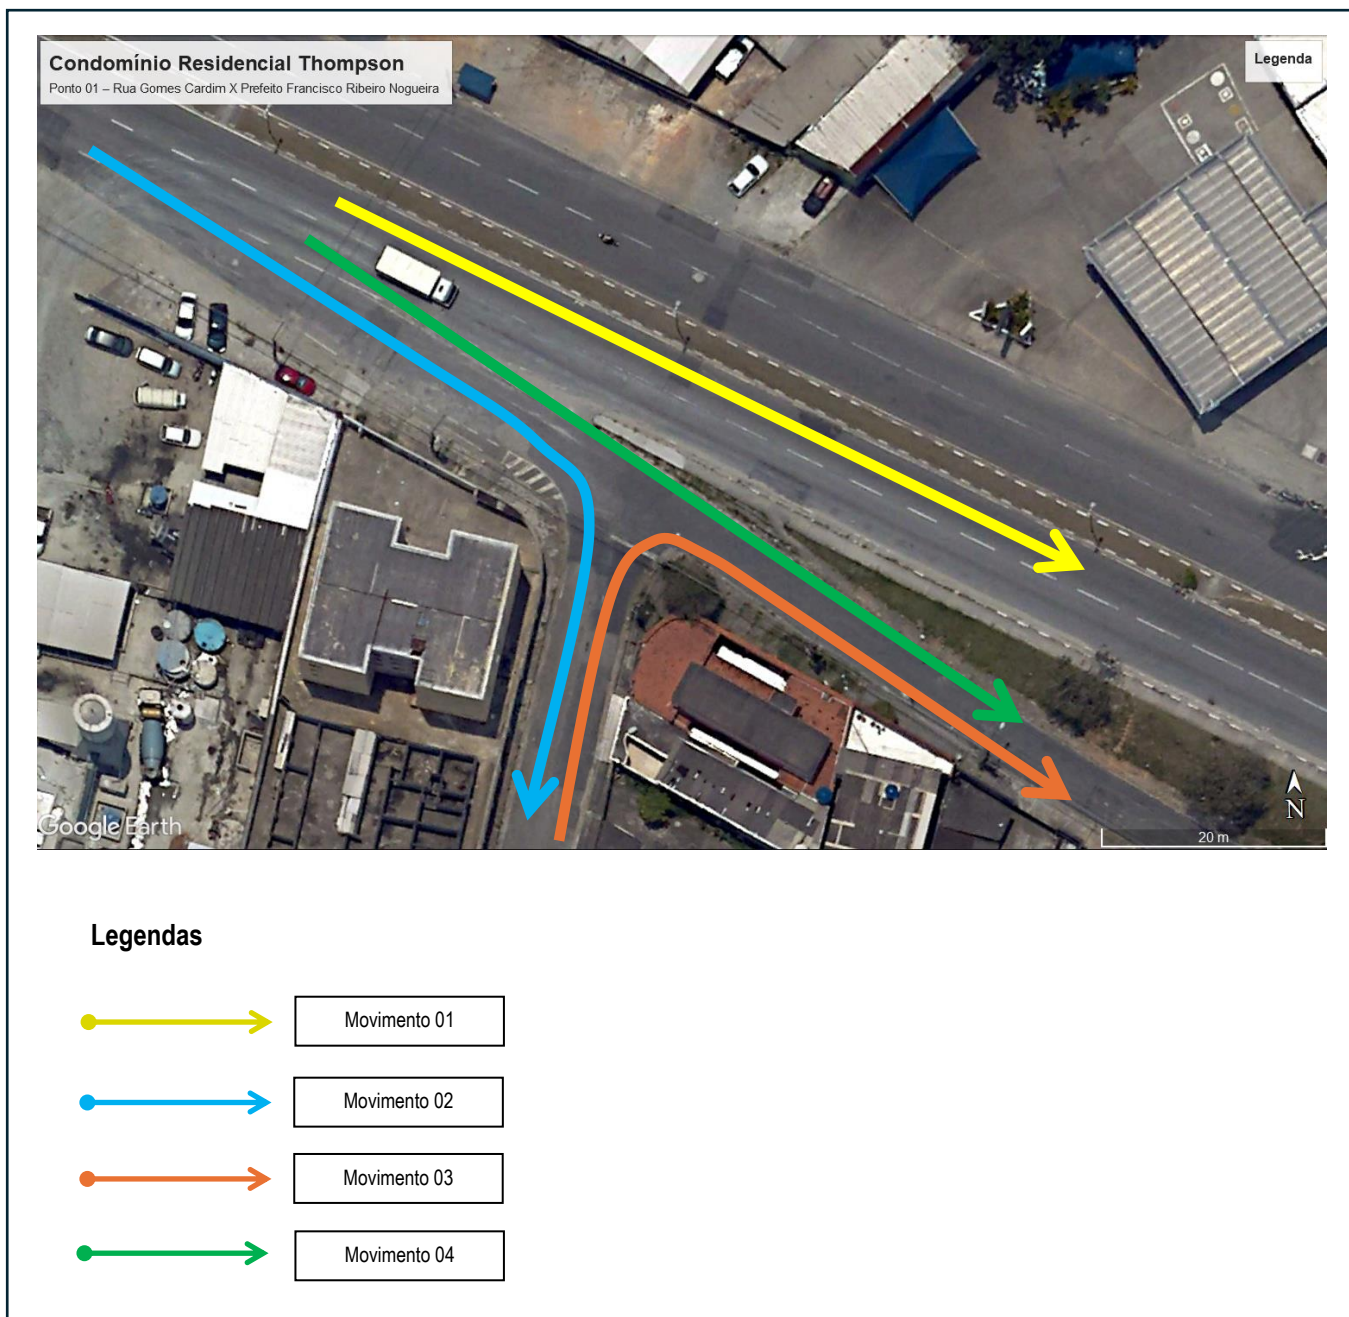 Condomínio Residencial Thompson
Ponto 01 – Rua Gomes Cardim X Prefeito Francisco Ribeiro Nogueira
Legenda
Google Earth
N
20 m
Legendas
Movimento 01
Movimento 02
Movimento 03
Movimento 04